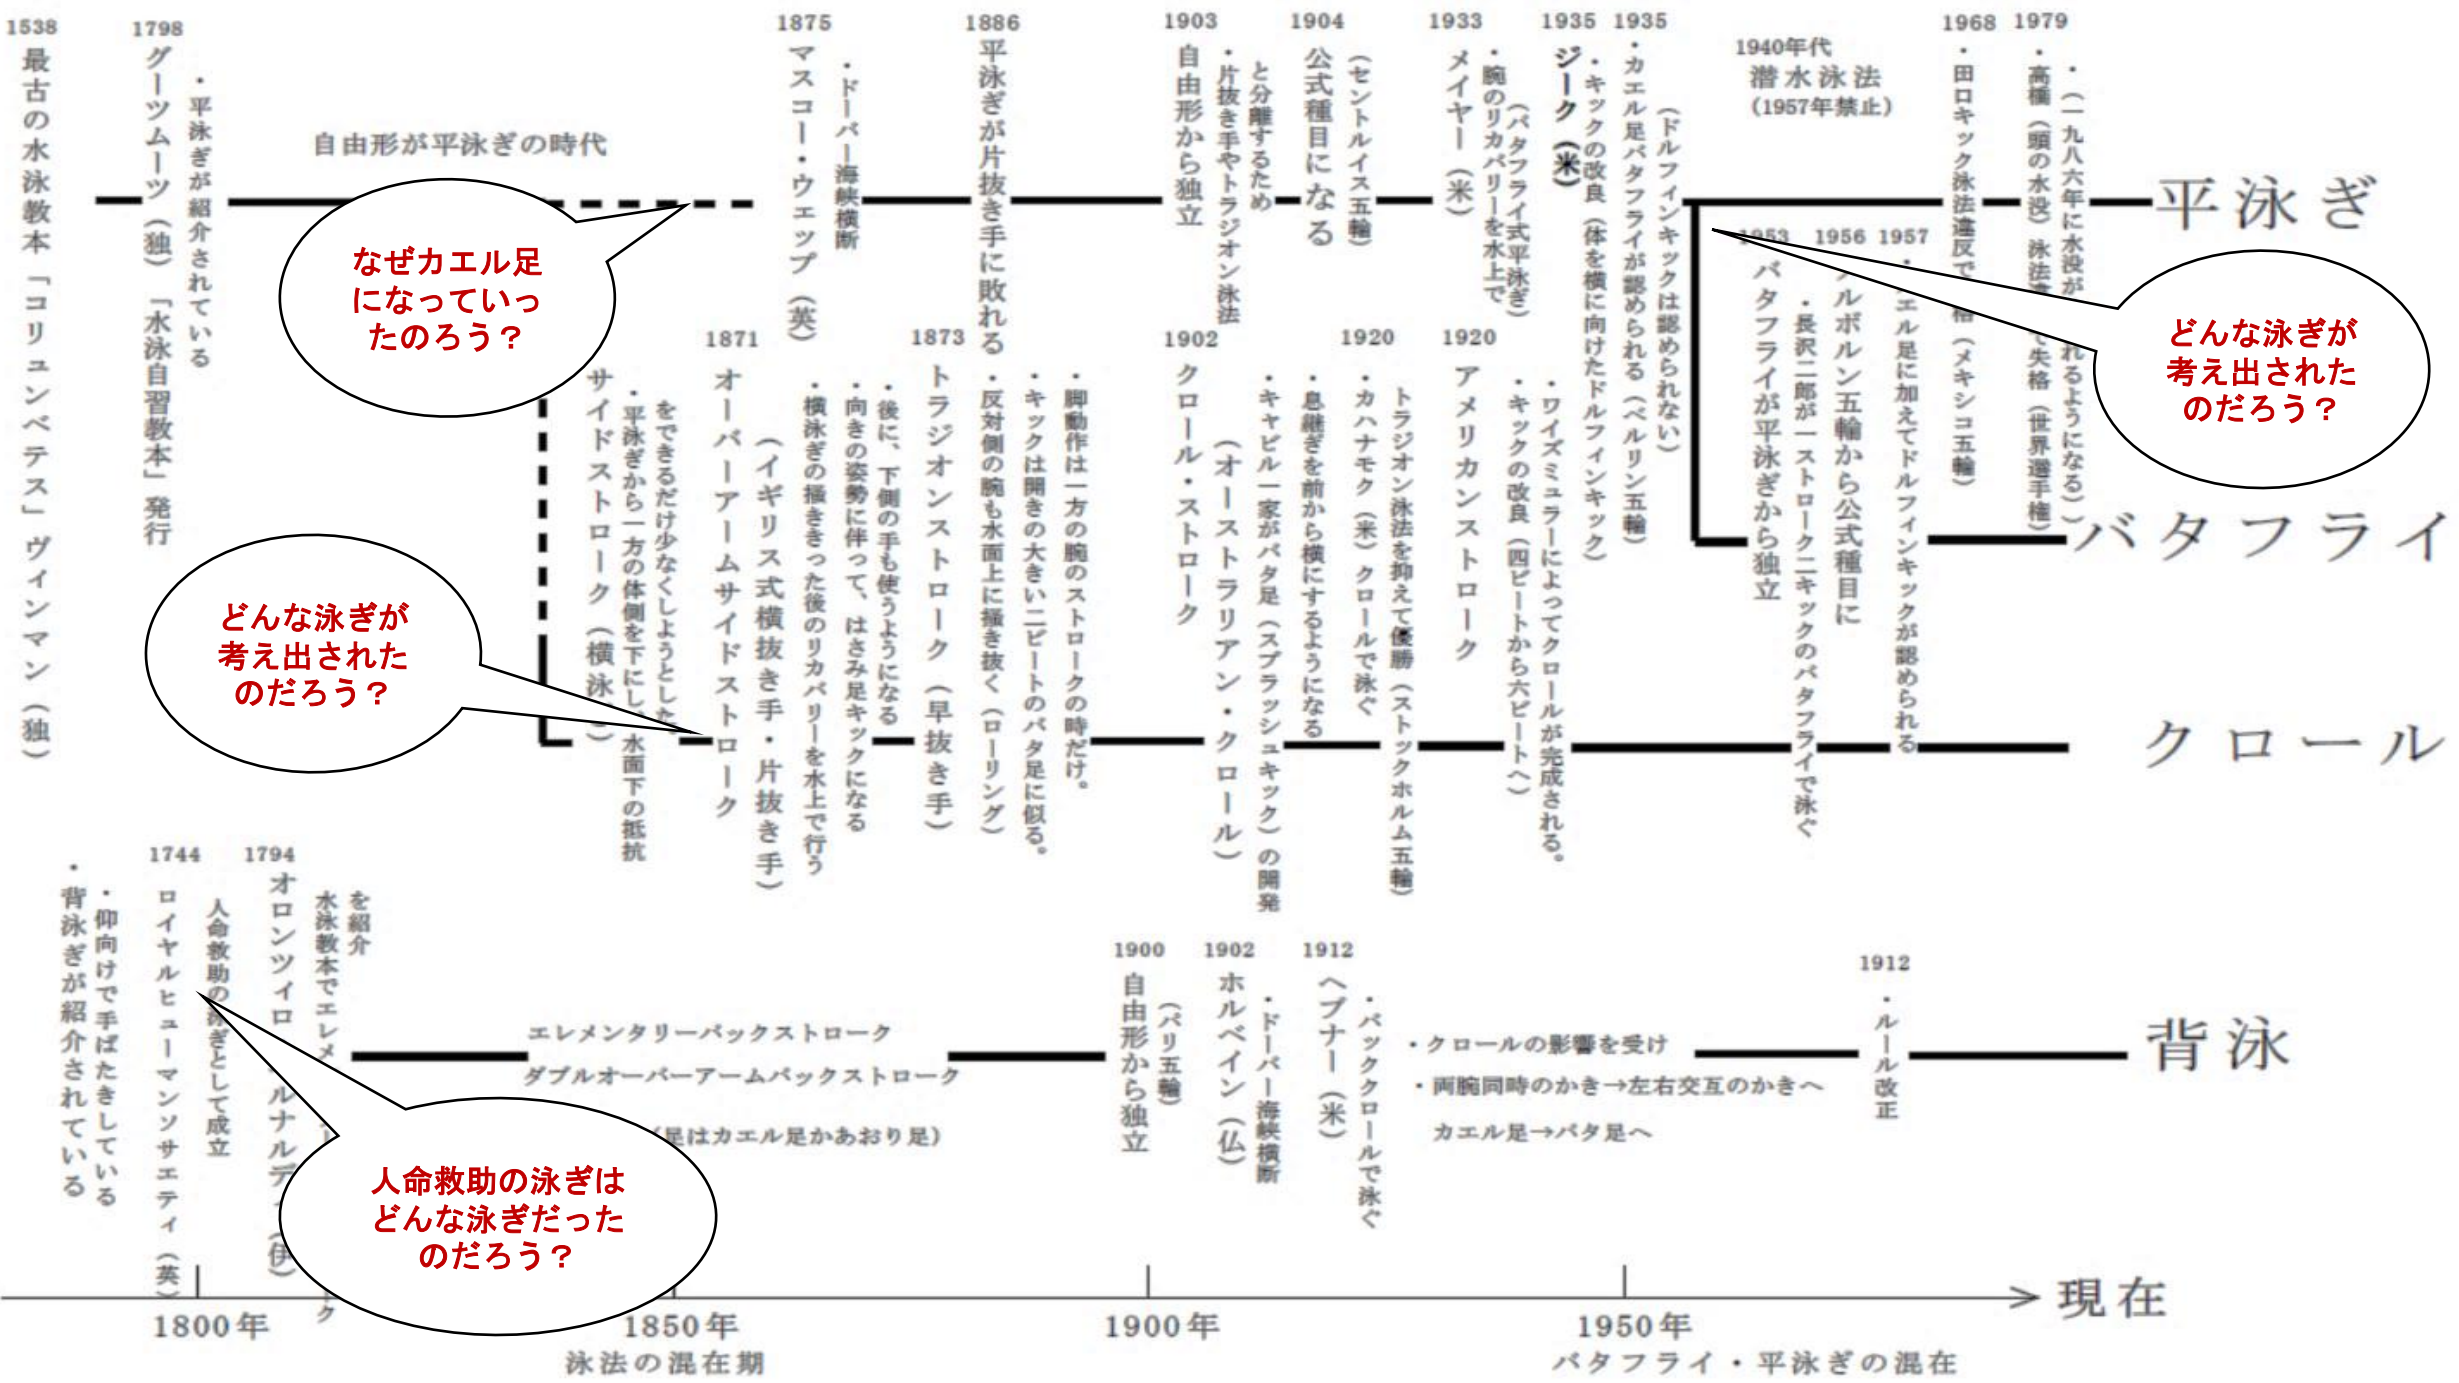 1538
最古の水泳教本「コリュンベテス」ヴィンマン（独）
1798
グーツムーツ（独）「水泳自習教本」発行
・平泳ぎが紹介されている
自由形が平泳ぎの時代
なぜカエル足
になっていっ
たのろう？
1875
マスコー・ウェッブ（英）
・ドーバー海峡横断
1886
平泳ぎが片抜き手に敗れる
1903
自由形から独立
・片抜き手やトラジオン泳法
と分離するため
1904
公式種目になる
（セントルイス五輪）
1933
メイヤー（米）
・腕のリカバリーを水上で
（バタフライ式平泳ぎ）
1935
ジーク（米）
・キックの改良（体を横に向けたドルフィンキック）
1935
・カエル足バタフライが認められる（ベルリン五輪）
（ドルフィンキックは認められない）
1940年代
潜水泳法
（1957年禁止）
1968
・田口キック泳法違反で
格（メキシコ五輪）
1979
・高橋（頭の水没）泳法
で失格（世界選手権）
・（一九八六年に水没が
れるようになる）
平泳ぎ
どんな泳ぎが
考え出された
のだろう？
1953
バタフライが平泳ぎから独立
・長沢二郎が一ストローク二キックのバタフライで泳ぐ
1956
ルボルン五輪から公式種目に
1957
エル足に加えてドルフィンキックが認められる
バタフライ
サイドストローク（横泳
・平泳ぎから一方の体側を下にし、水面下の抵抗
をできるだけ少なくしようとした
どんな泳ぎが
考え出された
のだろう？
1871
オーバーアームサイドストローク
（イギリス式横抜き手・片抜き手）
・横泳ぎの掻ききった後のリカバリーを水上で行う
・向きの姿勢に伴って、はさみ足キックになる
・後に、下側の手も使うようになる
1873
トラジオンストローク（早抜き手）
・反対側の腕も水面上に掻き抜く（ローリング）
・キックは開きの大きい二ビートのバタ足に似る。
・脚動作は一方の腕のストロークの時だけ。
1902
クロール・ストローク
（オーストラリアン・クロール）
・キャビル一家がバタ足（スプラッシュキック）の開発
・息継ぎを前から横にするようになる
1920
・カハナモク（米）クロールで泳ぐ
トラジオン泳法を抑えて優勝（ストックホルム五輪）
1920
アメリカンストローク
・キックの改良（四ビートから六ビートへ）
・ワイズミュラーによってクロールが完成される。
クロール
・背泳ぎが紹介されている
・仰向けで手ばたきしている
1744
ロイヤルヒューマンソサエティ（英）
人命救助の泳ぎとして成立
1794
オロンツイロ
ルナルディ（伊）
水泳教本でエレメ
ーク
を紹介
人命救助の泳ぎは
どんな泳ぎだった
のだろう？
エレメンタリーバックストローク
ダブルオーバーアームバックストローク
（足はカエル足かあおり足）
1900
自由形から独立
（パリ五輪）
1902
ホルベイン（仏）
・ドーバー海峡横断
1912
ヘブナー（米）
・バッククロールで泳ぐ
・クロールの影響を受け
・両腕同時のかき→左右交互のかきへ
カエル足→バタ足へ
1912
・ルール改正
背泳
1800年
1850年
1900年
1950年
現在
泳法の混在期
バタフライ・平泳ぎの混在